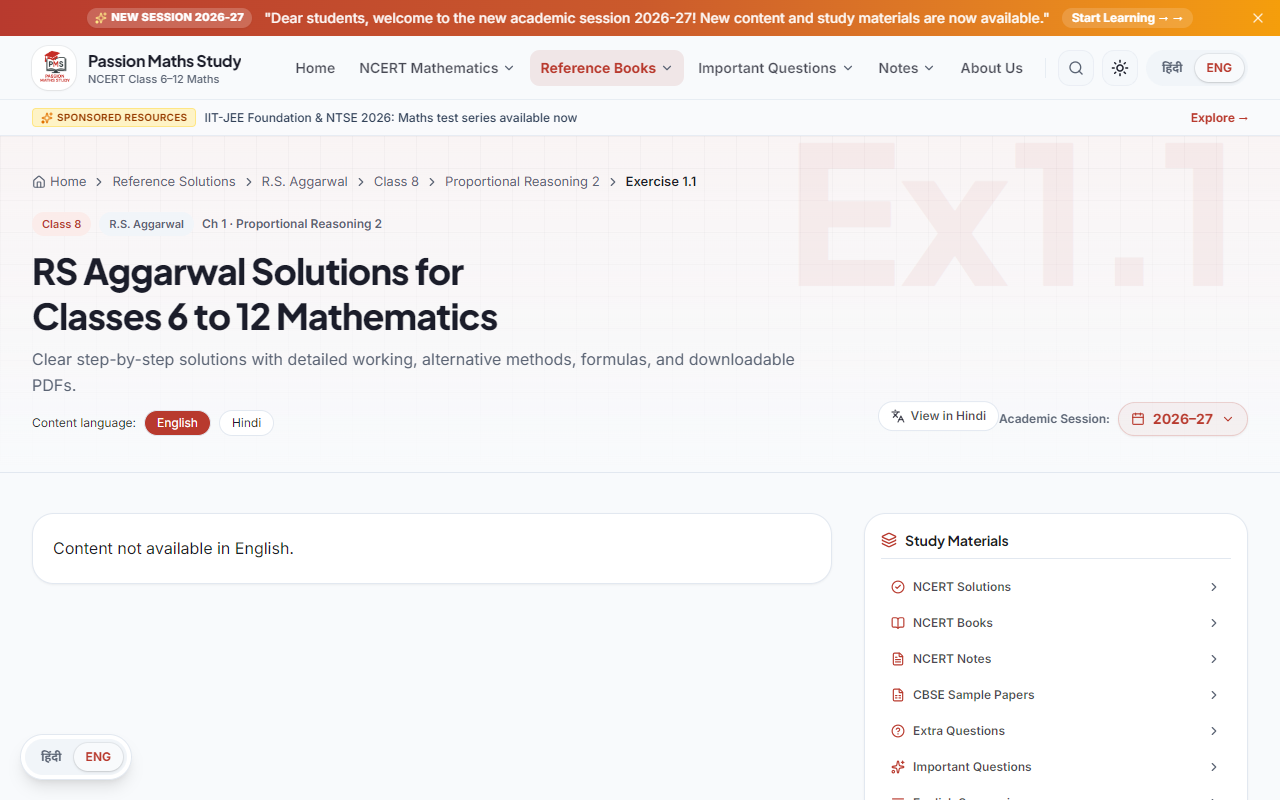 NEW SESSION 2026-27 "Dear students, welcome to the new academic session 2026-27! New content and study materials are now available." Start Learning → →
PMS
PASSION
MATHS STUDY
Passion Maths Study
NCERT Class 6–12 Maths
Home NCERT Mathematics Reference Books Important Questions Notes About Us हिंदी ENG
SPONSORED RESOURCES IIT-JEE Foundation & NTSE 2026: Maths test series available now Explore →
Ex1.1
Home > Reference Solutions > R.S. Aggarwal > Class 8 > Proportional Reasoning 2 > Exercise 1.1
Class 8 R.S. Aggarwal Ch 1 · Proportional Reasoning 2
RS Aggarwal Solutions for
Classes 6 to 12 Mathematics
Clear step-by-step solutions with detailed working, alternative methods, formulas, and downloadable
PDFs.
Content language: English Hindi
View in Hindi Academic Session: 2026–27
Content not available in English.
Study Materials
NCERT Solutions
NCERT Books
NCERT Notes
CBSE Sample Papers
Extra Questions
Important Questions
हिंदी ENG